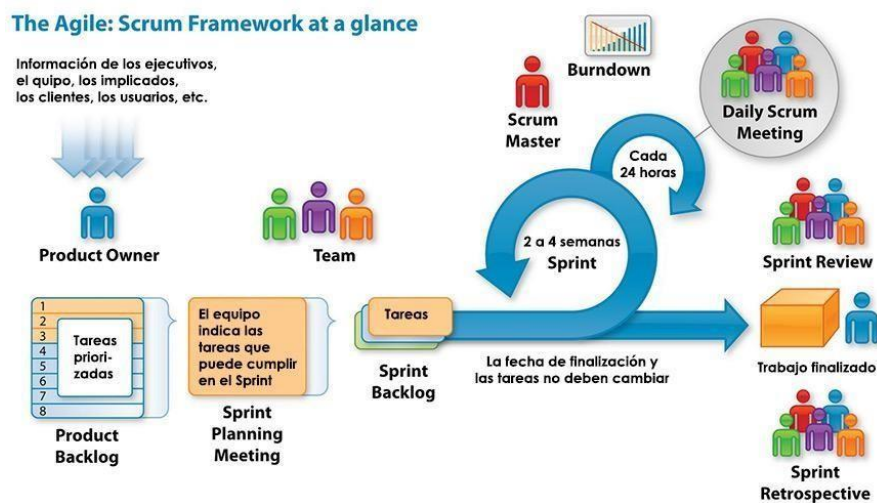 The Agile: Scrum Framework at a glance
Información de los ejecutivos,
el quipo, los implicados,
los clientes, los usuarios, etc.
Product Owner
Team
Scrum
Master
Burndown
Daily Scrum
Meeting
Cada
24 horas
2 a 4 semanas
Sprint
Sprint Review
1
2
3
4
5
6
7
8
Tareas
priori-
zadas
Product
Backlog
El equipo
indica las
tareas que
puede cumplir
en el Sprint
Sprint
Planning
Meeting
Tareas
Sprint
Backlog
La fecha de finalización y
las tareas no deben cambiar
Trabajo finalizado
Sprint
Retrospective